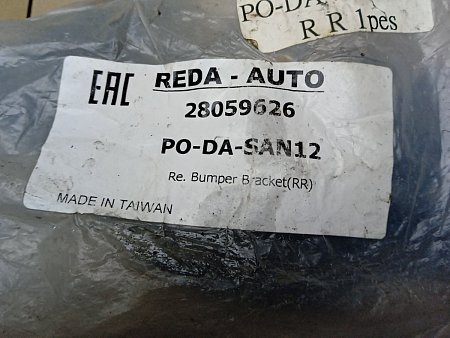 PO-DA-
R R 1pes
EAC
REDA - AUTO
28059626
PO-DA-SAN12
Re. Bumper Bracket(RR)
MADE IN TAIWAN